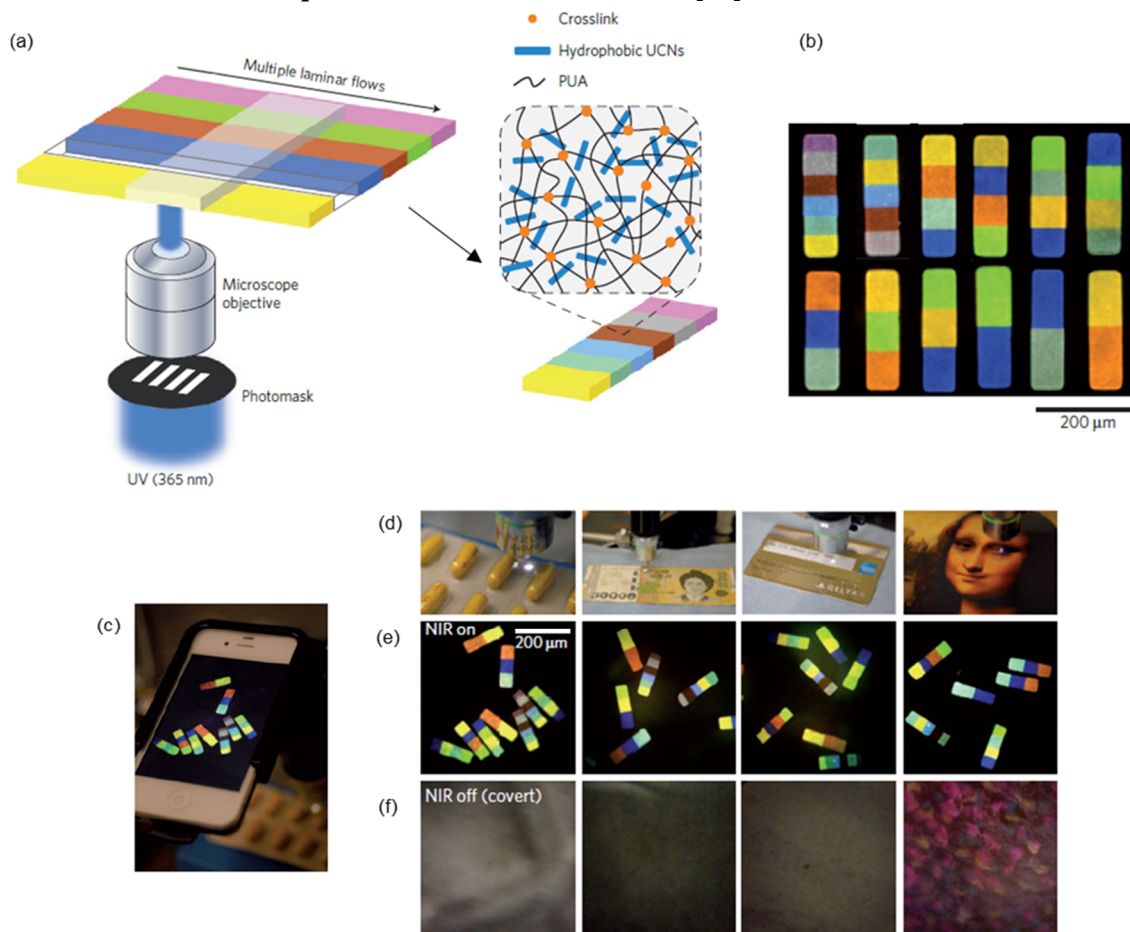 (a)
Multiple laminar flows
Microscope
objective
Photomask
UV (365 nm)
Crosslink
Hydrophobic UCNs
PUA
(b)
200 µm
(c)
(d)
(e)
NIR on
200 µm
(f)
NIR off (covert)